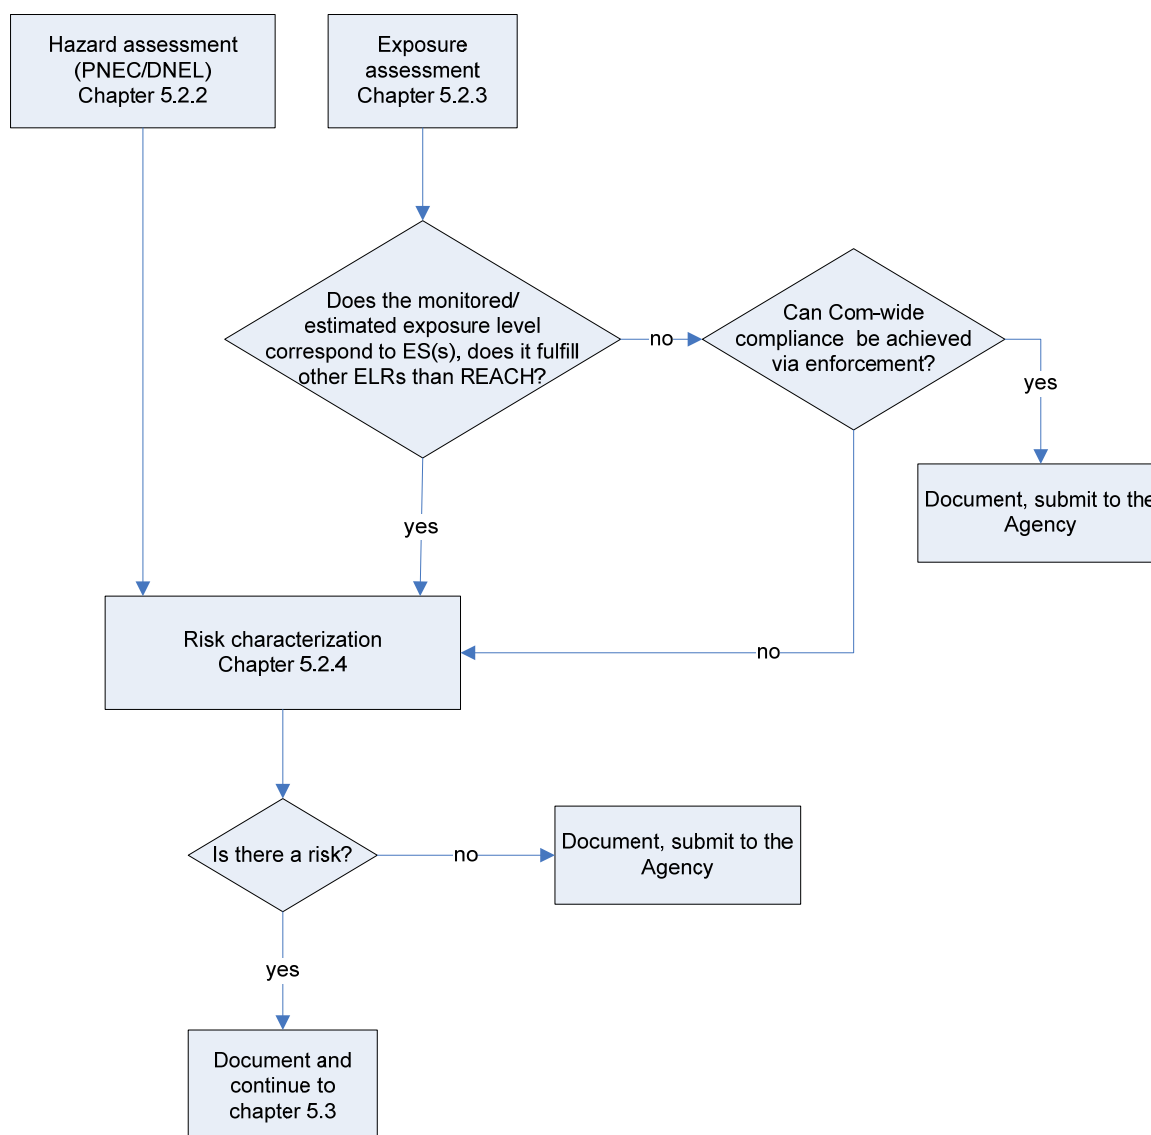 Hazard assessment
(PNEC/DNEL)
Chapter 5.2.2
Exposure
assessment
Chapter 5.2.3
Does the monitored/
estimated exposure level
correspond to ES(s), does it fulfill
other ELRs than REACH?
no
Can Com-wide
compliance be achieved
via enforcement?
yes
Document, submit to the
Agency
yes
Risk characterization
Chapter 5.2.4
no
Is there a risk?
no
Document, submit to the
Agency
yes
Document and
continue to
chapter 5.3